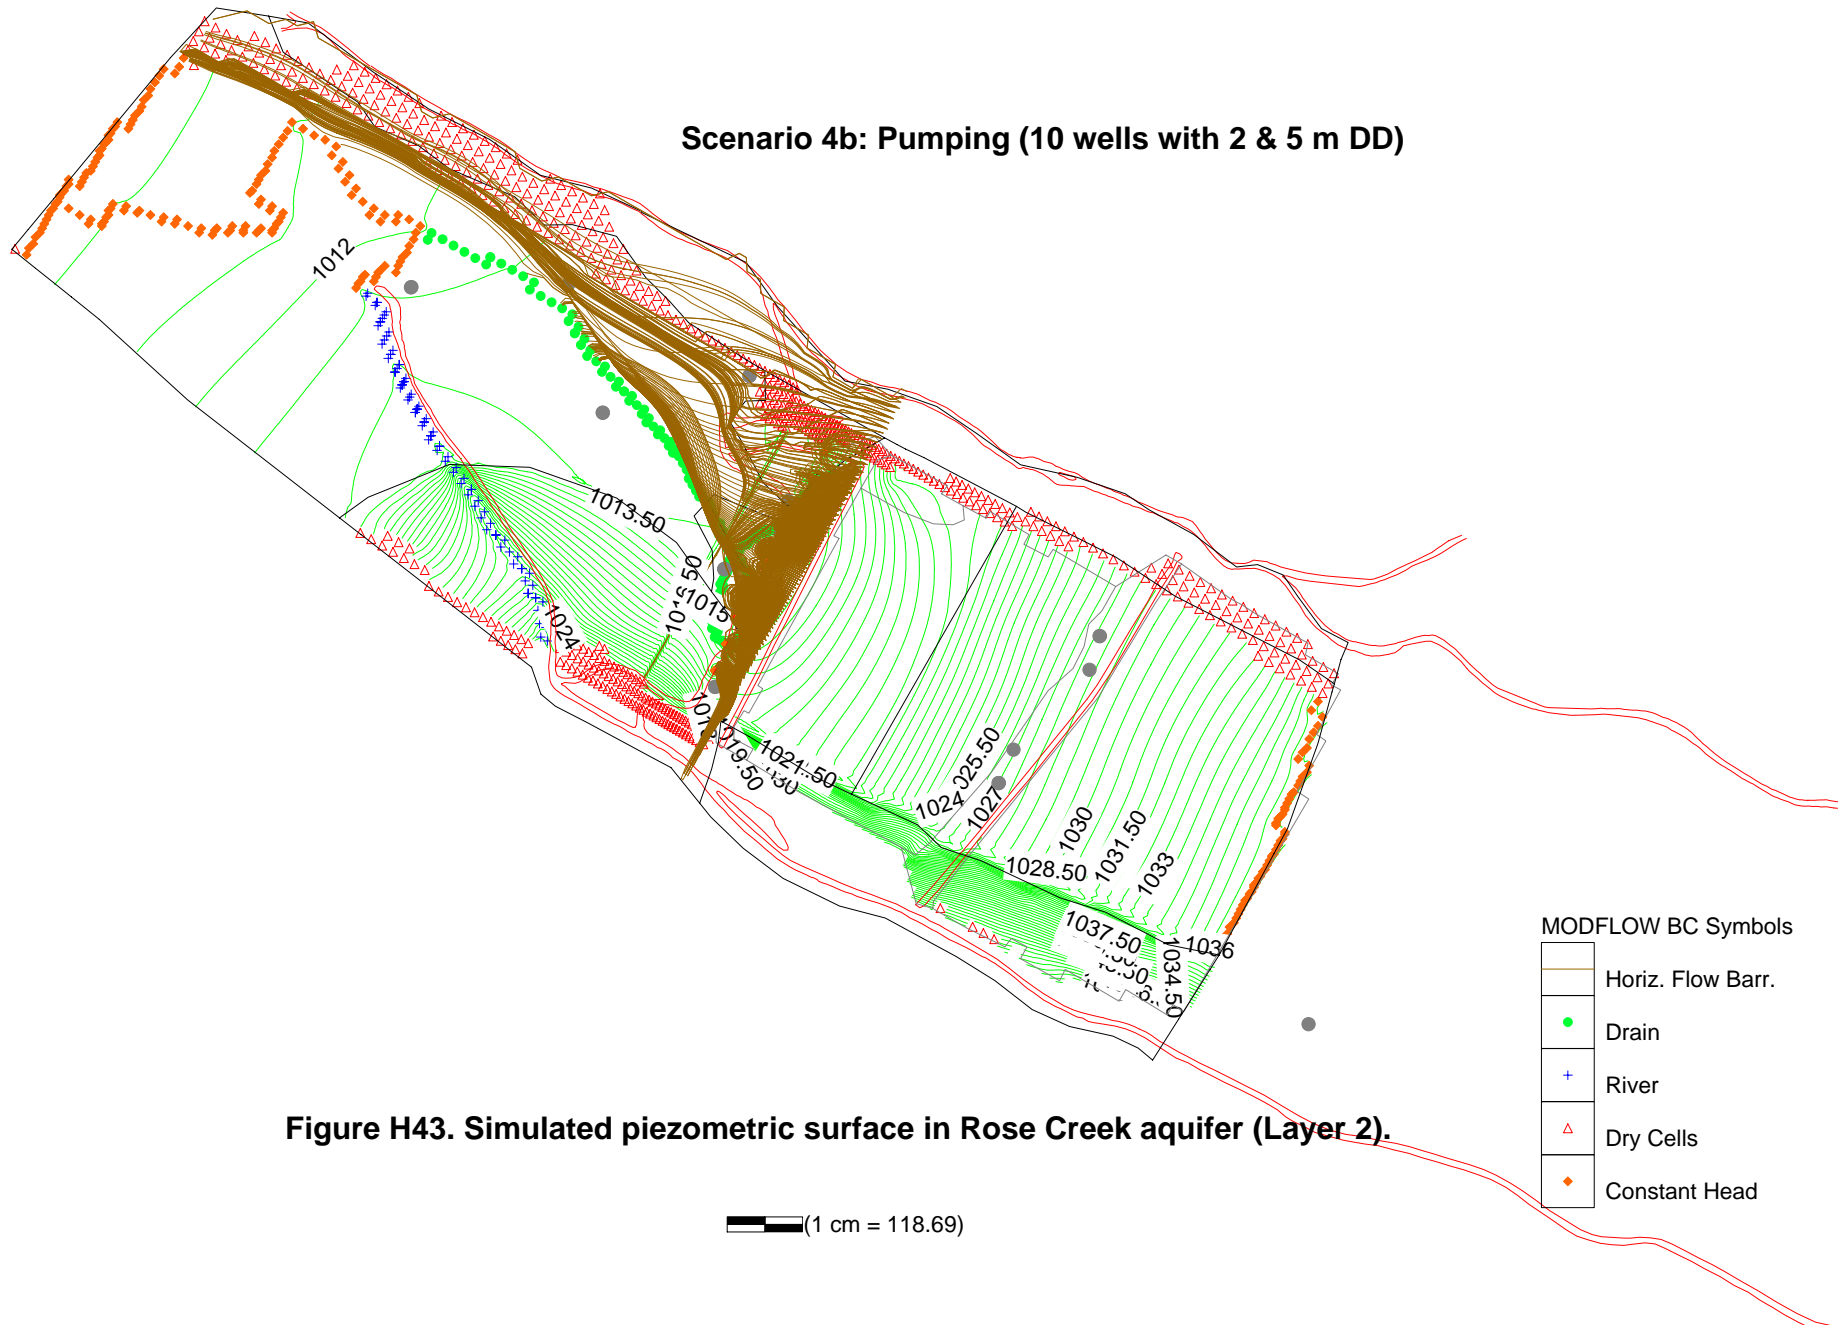 Scenario 4b: Pumping (10 wells with 2 & 5 m DD)
1012
1013.50
1015
1024
1021.50
1024
1027
1030
1031.50
1033
1028.50
1037.50
1036
1034.50
MODFLOW BC Symbols
Horiz. Flow Barr.
Drain
River
Dry Cells
Constant Head
Figure H43. Simulated piezometric surface in Rose Creek aquifer (Layer 2).
(1 cm = 118.69)